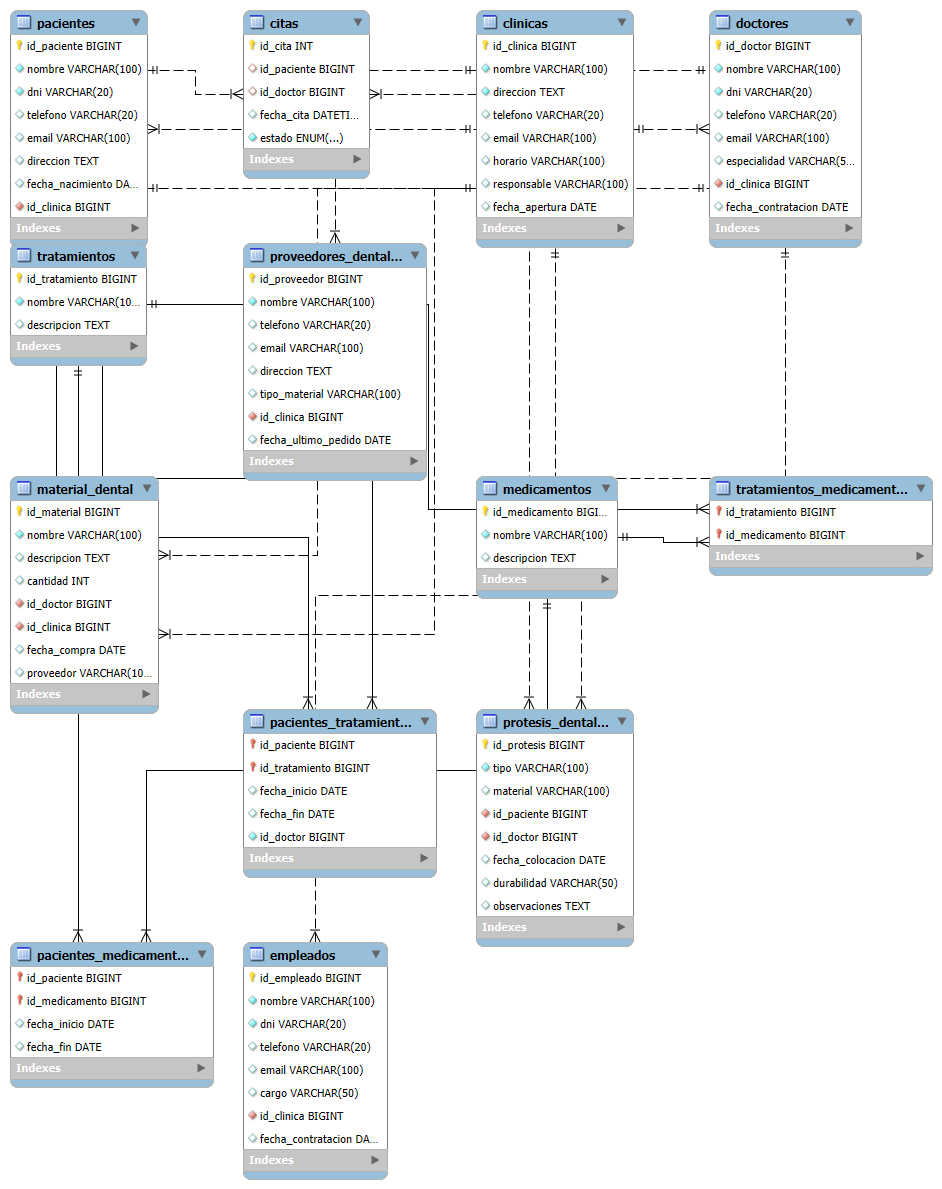 pacientes
id_paciente BIGINT
nombre VARCHAR(100)
dni VARCHAR(20)
telefono VARCHAR(20)
email VARCHAR(100)
direccion TEXT
fecha_nacimiento DA...
id_clinica BIGINT
Indexes
citas
id_cita INT
id_paciente BIGINT
id_doctor BIGINT
fecha_cita DATETI...
estado ENUM(...)
Indexes
clinicas
id_clinica BIGINT
nombre VARCHAR(100)
direccion TEXT
telefono VARCHAR(20)
email VARCHAR(100)
horario VARCHAR(100)
responsable VARCHAR(100)
fecha_apertura DATE
Indexes
doctores
id_doctor BIGINT
nombre VARCHAR(100)
dni VARCHAR(20)
telefono VARCHAR(20)
email VARCHAR(100)
especialidad VARCHAR(5...
id_clinica BIGINT
fecha_contratacion DATE
Indexes
tratamientos
id_tratamiento BIGINT
nombre VARCHAR(10...
descripcion TEXT
Indexes
proveedores_dental...
id_proveedor BIGINT
nombre VARCHAR(100)
telefono VARCHAR(20)
email VARCHAR(100)
direccion TEXT
tipo_material VARCHAR(100)
id_clinica BIGINT
fecha_ultimo_pedido DATE
Indexes
material_dental
id_material BIGINT
nombre VARCHAR(100)
descripcion TEXT
cantidad INT
id_doctor BIGINT
id_clinica BIGINT
fecha_compra DATE
proveedor VARCHAR(10...
Indexes
medicamentos
id_medicamento BIGI...
nombre VARCHAR(100)
descripcion TEXT
Indexes
tratamientos_medicament...
id_tratamiento BIGINT
id_medicamento BIGINT
Indexes
pacientes_tratamient...
id_paciente BIGINT
id_tratamiento BIGINT
fecha_inicio DATE
fecha_fin DATE
id_doctor BIGINT
Indexes
protesis_dental...
id_protesis BIGINT
tipo VARCHAR(100)
material VARCHAR(100)
id_paciente BIGINT
id_doctor BIGINT
fecha_colocacion DATE
durabilidad VARCHAR(50)
observaciones TEXT
Indexes
pacientes_medicament...
id_paciente BIGINT
id_medicamento BIGINT
fecha_inicio DATE
fecha_fin DATE
Indexes
empleados
id_empleado BIGINT
nombre VARCHAR(100)
dni VARCHAR(20)
telefono VARCHAR(20)
email VARCHAR(100)
cargo VARCHAR(50)
id_clinica BIGINT
fecha_contratacion DA...
Indexes